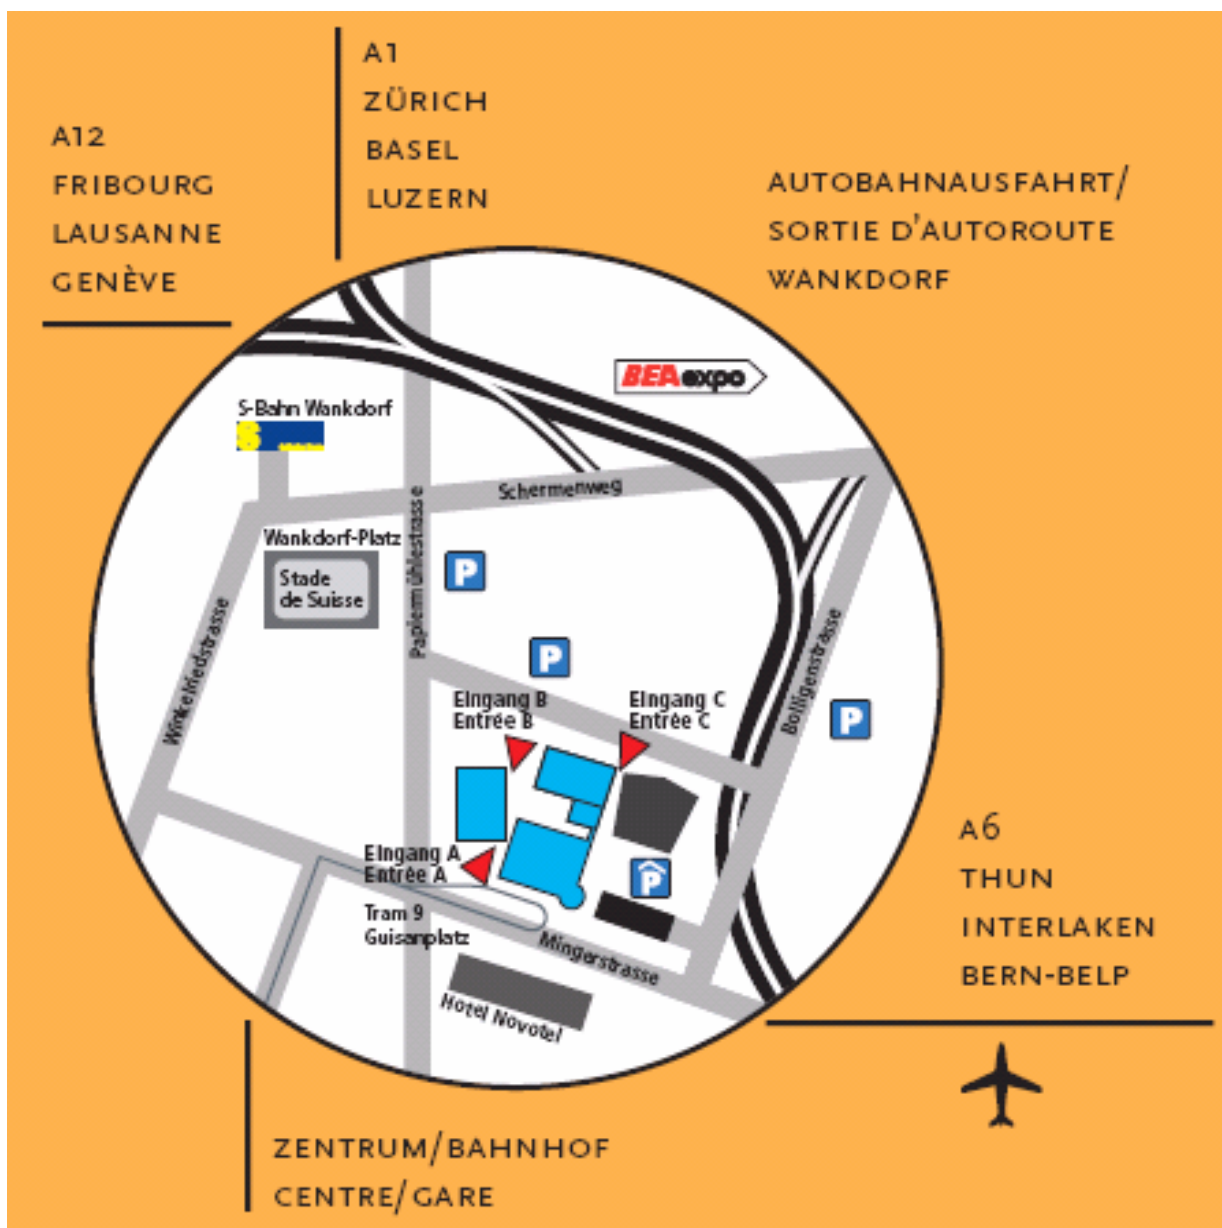 A1
ZÜRICH
BASEL
LUZERN
A12
FRIBOURG
LAUSANNE
GENÈVE
AUTOBAHNAUSFAHRT/
SORTIE D'AUTOROUTE
WANKDORF
BEA expo
S-Bahn Wankdorf
S
Schermenweg
Papiermühlestrasse
Wankdorf-Platz
Stade
de Suisse
P
Winkelriedstrasse
P
Bolligenstrasse
Eingang B
Entrée B
Eingang C
Entrée C
P
Eingang A
Entrée A
P
Tram 9
Guisanplatz
Mingerstrasse
Hotel Novotel
A6
THUN
INTERLAKEN
BERN-BELP
ZENTRUM/BAHNHOF
CENTRE/GARE